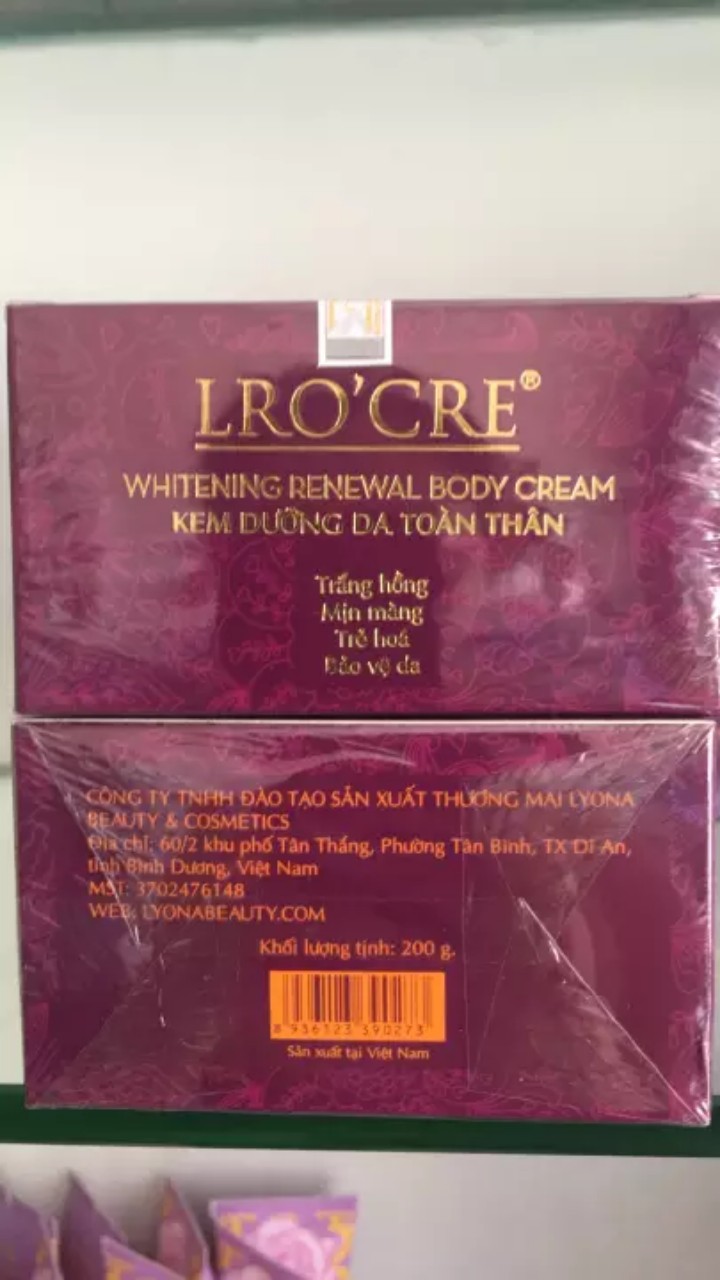 LRO'CRE®
WHITENING RENEWAL BODY CREAM
KEM DƯỠNG DA TOÀN THÂN
Trắng hồng
Mịn màng
Trẻ hoá
Bảo vệ da
CÔNG TY TNHH ĐÀO TẠO SẢN XUẤT THƯƠNG MẠI LYONA
BEAUTY & COSMETICS
Địa chỉ: 60/2 khu phố Tân Thắng, Phường Tân Bình, TX Dĩ An,
tỉnh Bình Dương, Việt Nam
MST: 3702476148
WEB: LYONABEAUTY.COM
Khối lượng tịnh: 200 g.
8 936123 590273
Sản xuất tại Việt Nam